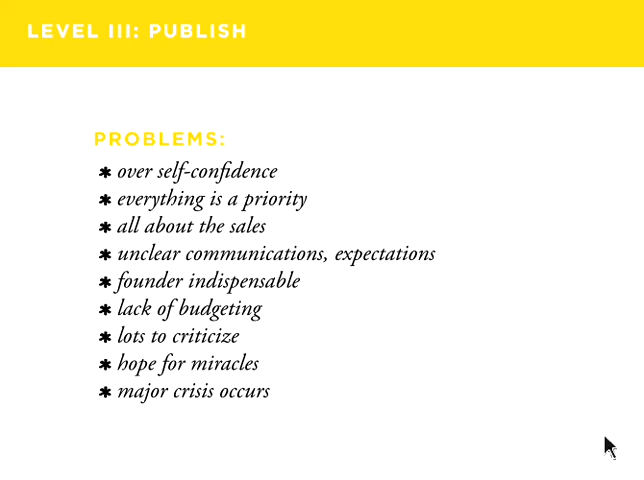 LEVEL III: PUBLISH
PROBLEMS:
* over self-confidence
* everything is a priority
* all about the sales
* unclear communications, expectations
* founder indispensable
* lack of budgeting
* lots to criticize
* hope for miracles
* major crisis occurs